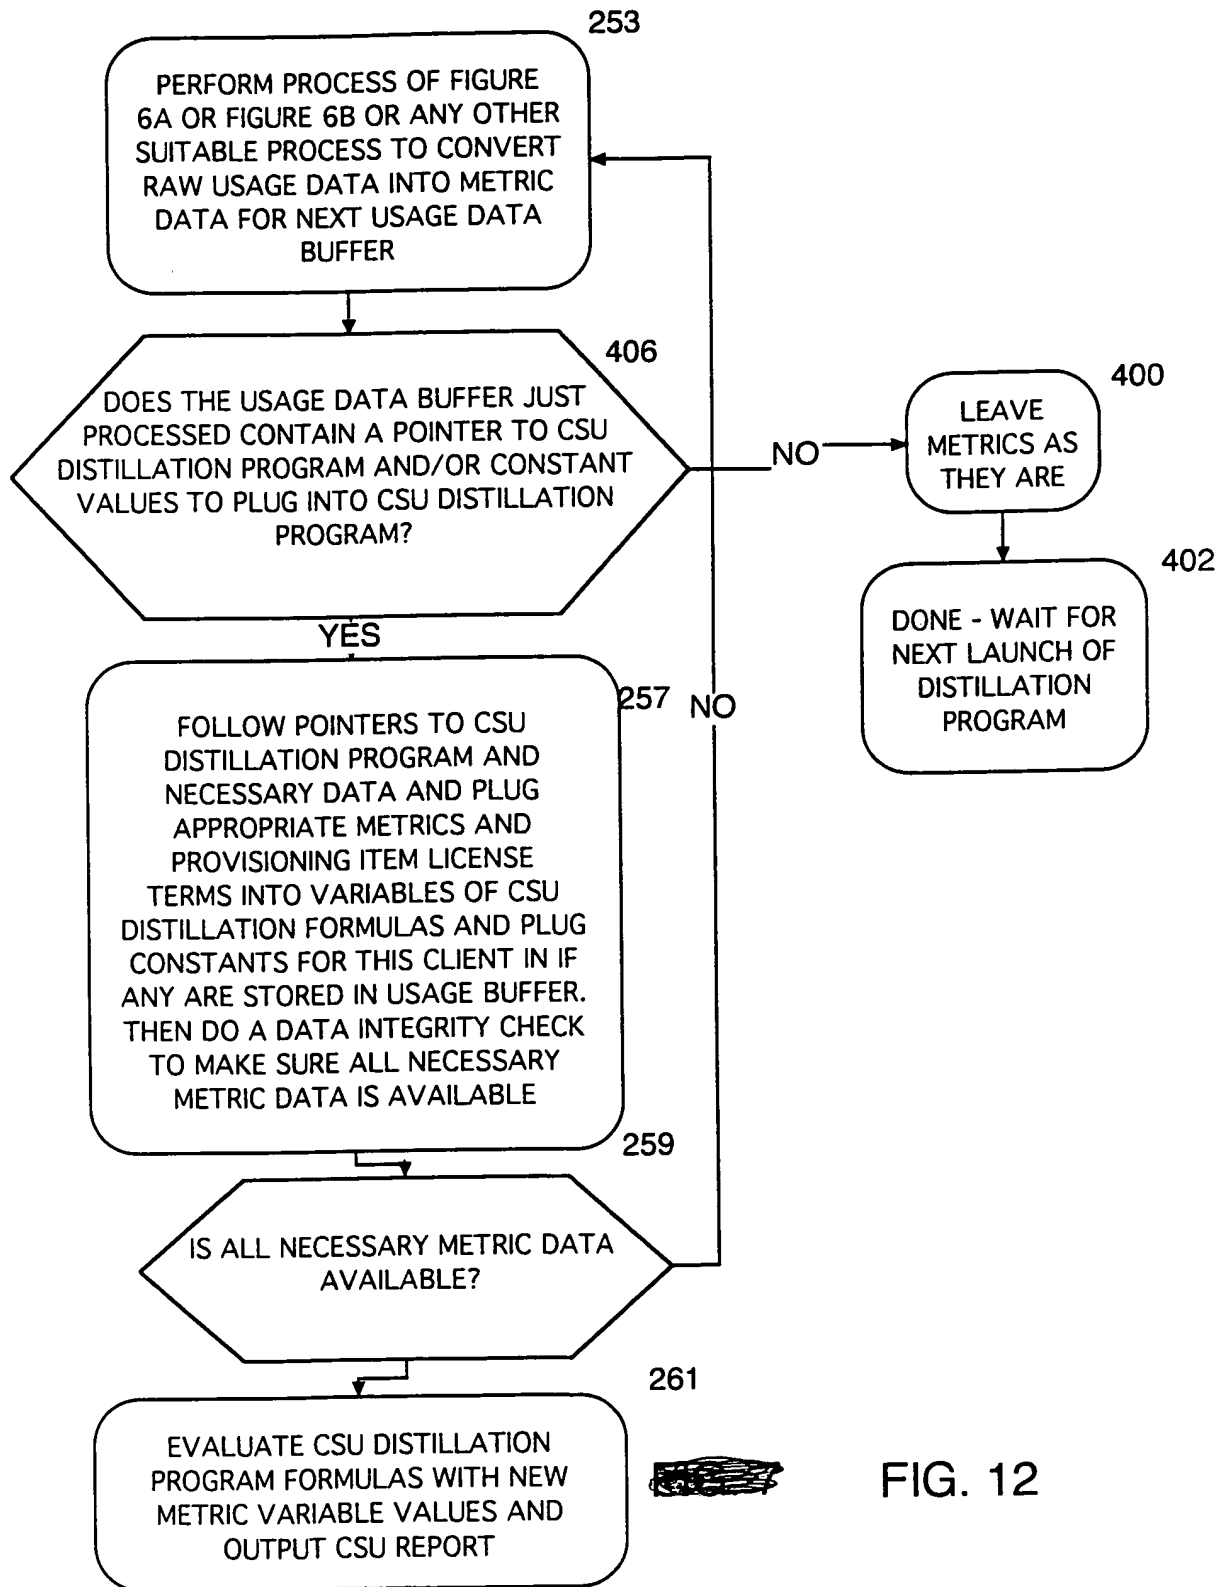 253
PERFORM PROCESS OF FIGURE
6A OR FIGURE 6B OR ANY OTHER
SUITABLE PROCESS TO CONVERT
RAW USAGE DATA INTO METRIC
DATA FOR NEXT USAGE DATA
BUFFER
406
DOES THE USAGE DATA BUFFER JUST
PROCESSED CONTAIN A POINTER TO CSU
DISTILLATION PROGRAM AND/OR CONSTANT
VALUES TO PLUG INTO CSU DISTILLATION
PROGRAM?
NO
400
LEAVE
METRICS AS
THEY ARE
402
DONE - WAIT FOR
NEXT LAUNCH OF
DISTILLATION
PROGRAM
YES
257
NO
FOLLOW POINTERS TO CSU
DISTILLATION PROGRAM AND
NECESSARY DATA AND PLUG
APPROPRIATE METRICS AND
PROVISIONING ITEM LICENSE
TERMS INTO VARIABLES OF CSU
DISTILLATION FORMULAS AND PLUG
CONSTANTS FOR THIS CLIENT IN IF
ANY ARE STORED IN USAGE BUFFER.
THEN DO A DATA INTEGRITY CHECK
TO MAKE SURE ALL NECESSARY
METRIC DATA IS AVAILABLE
259
IS ALL NECESSARY METRIC DATA
AVAILABLE?
261
EVALUATE CSU DISTILLATION
PROGRAM FORMULAS WITH NEW
METRIC VARIABLE VALUES AND
OUTPUT CSU REPORT
FIG. 12